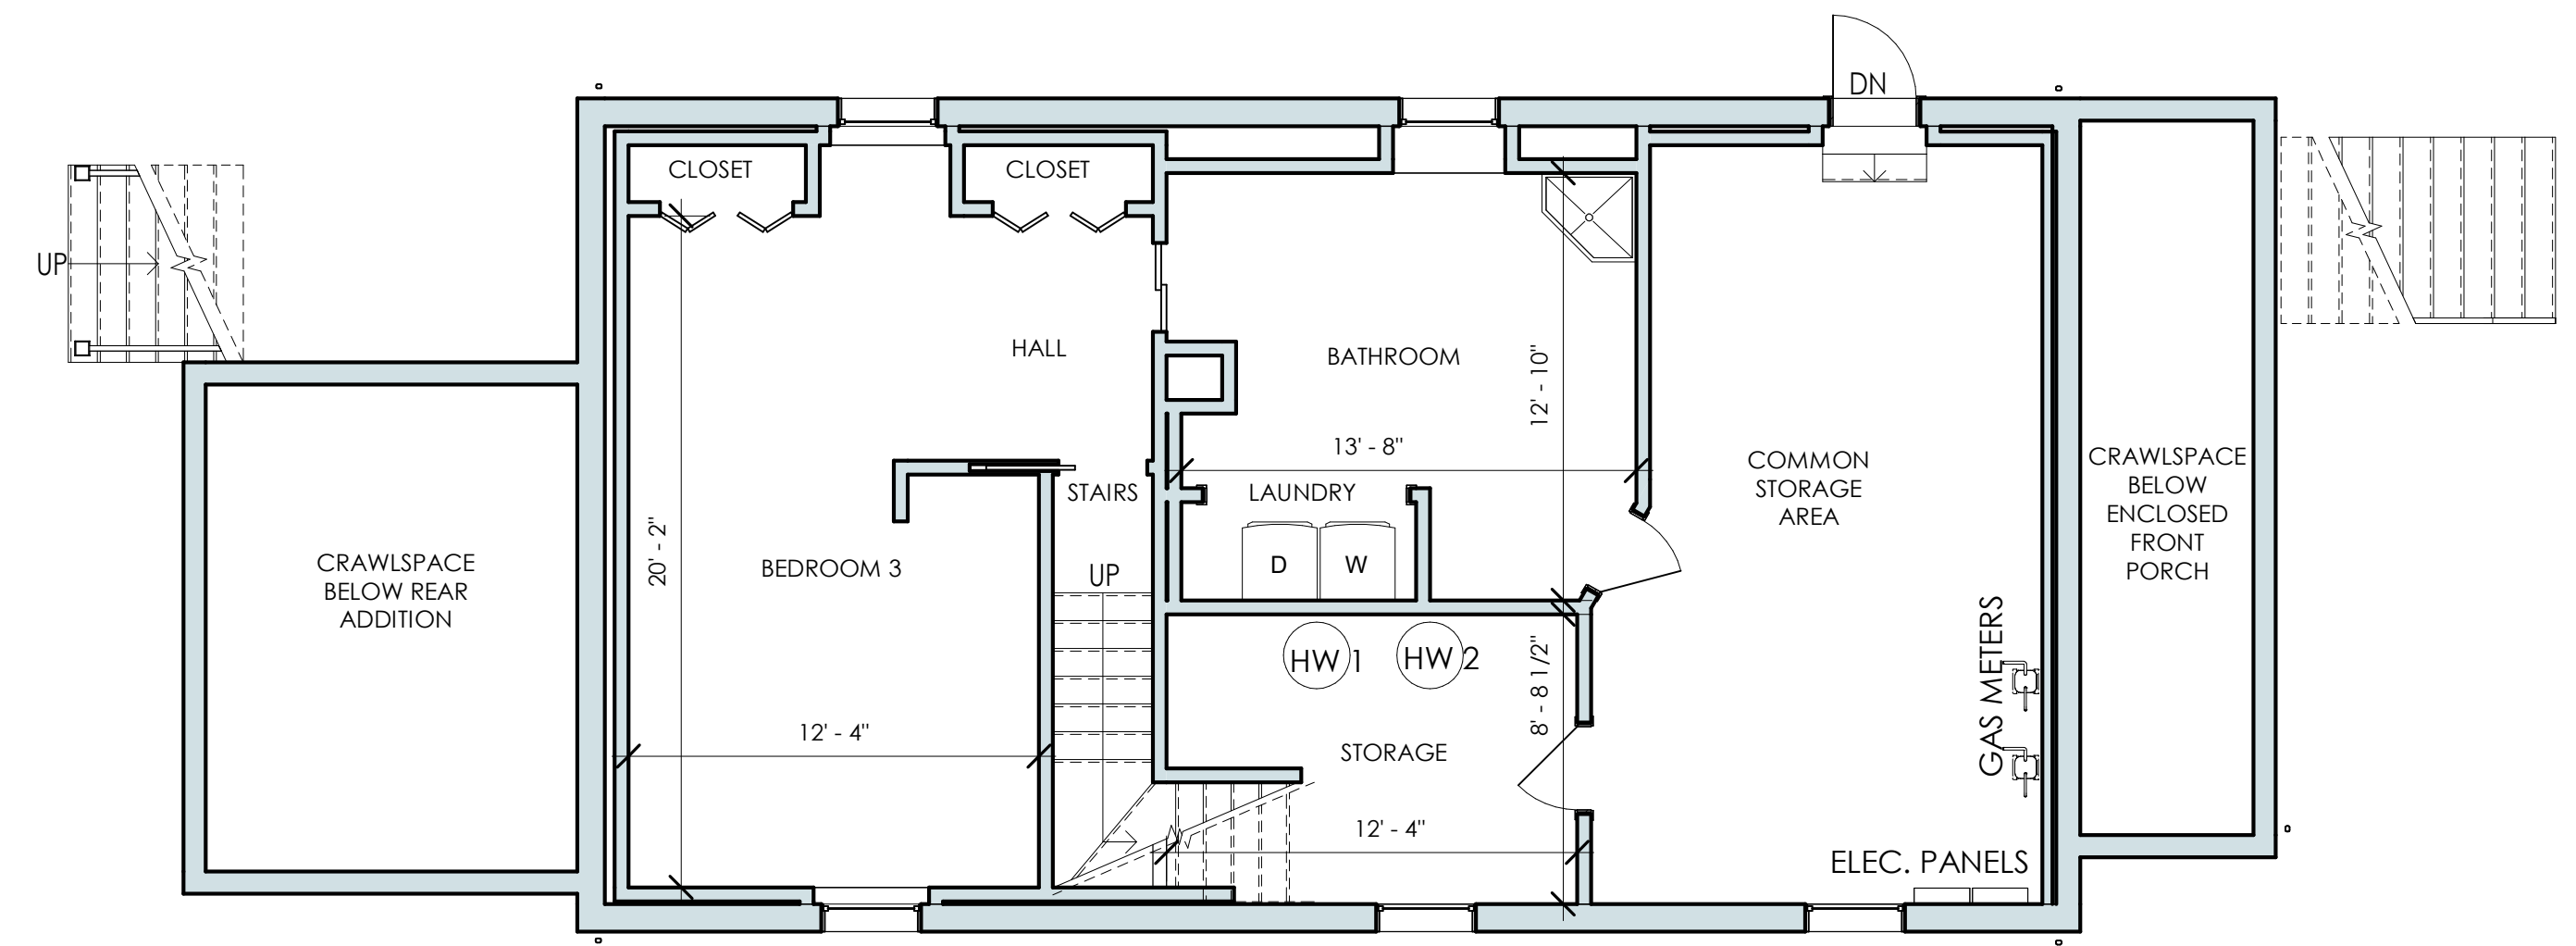 DN
CLOSET
CLOSET
UP
HALL
BATHROOM
12' - 10"
13' - 8"
COMMON
STORAGE
AREA
CRAWLSPACE
BELOW
ENCLOSED
FRONT
PORCH
STAIRS
LAUNDRY
20' - 2"
CRAWLSPACE
BELOW REAR
ADDITION
BEDROOM 3
UP
D
W
HW 1
HW 2
8' - 8 1/2"
GAS METERS
12' - 4"
STORAGE
12' - 4"
ELEC. PANELS